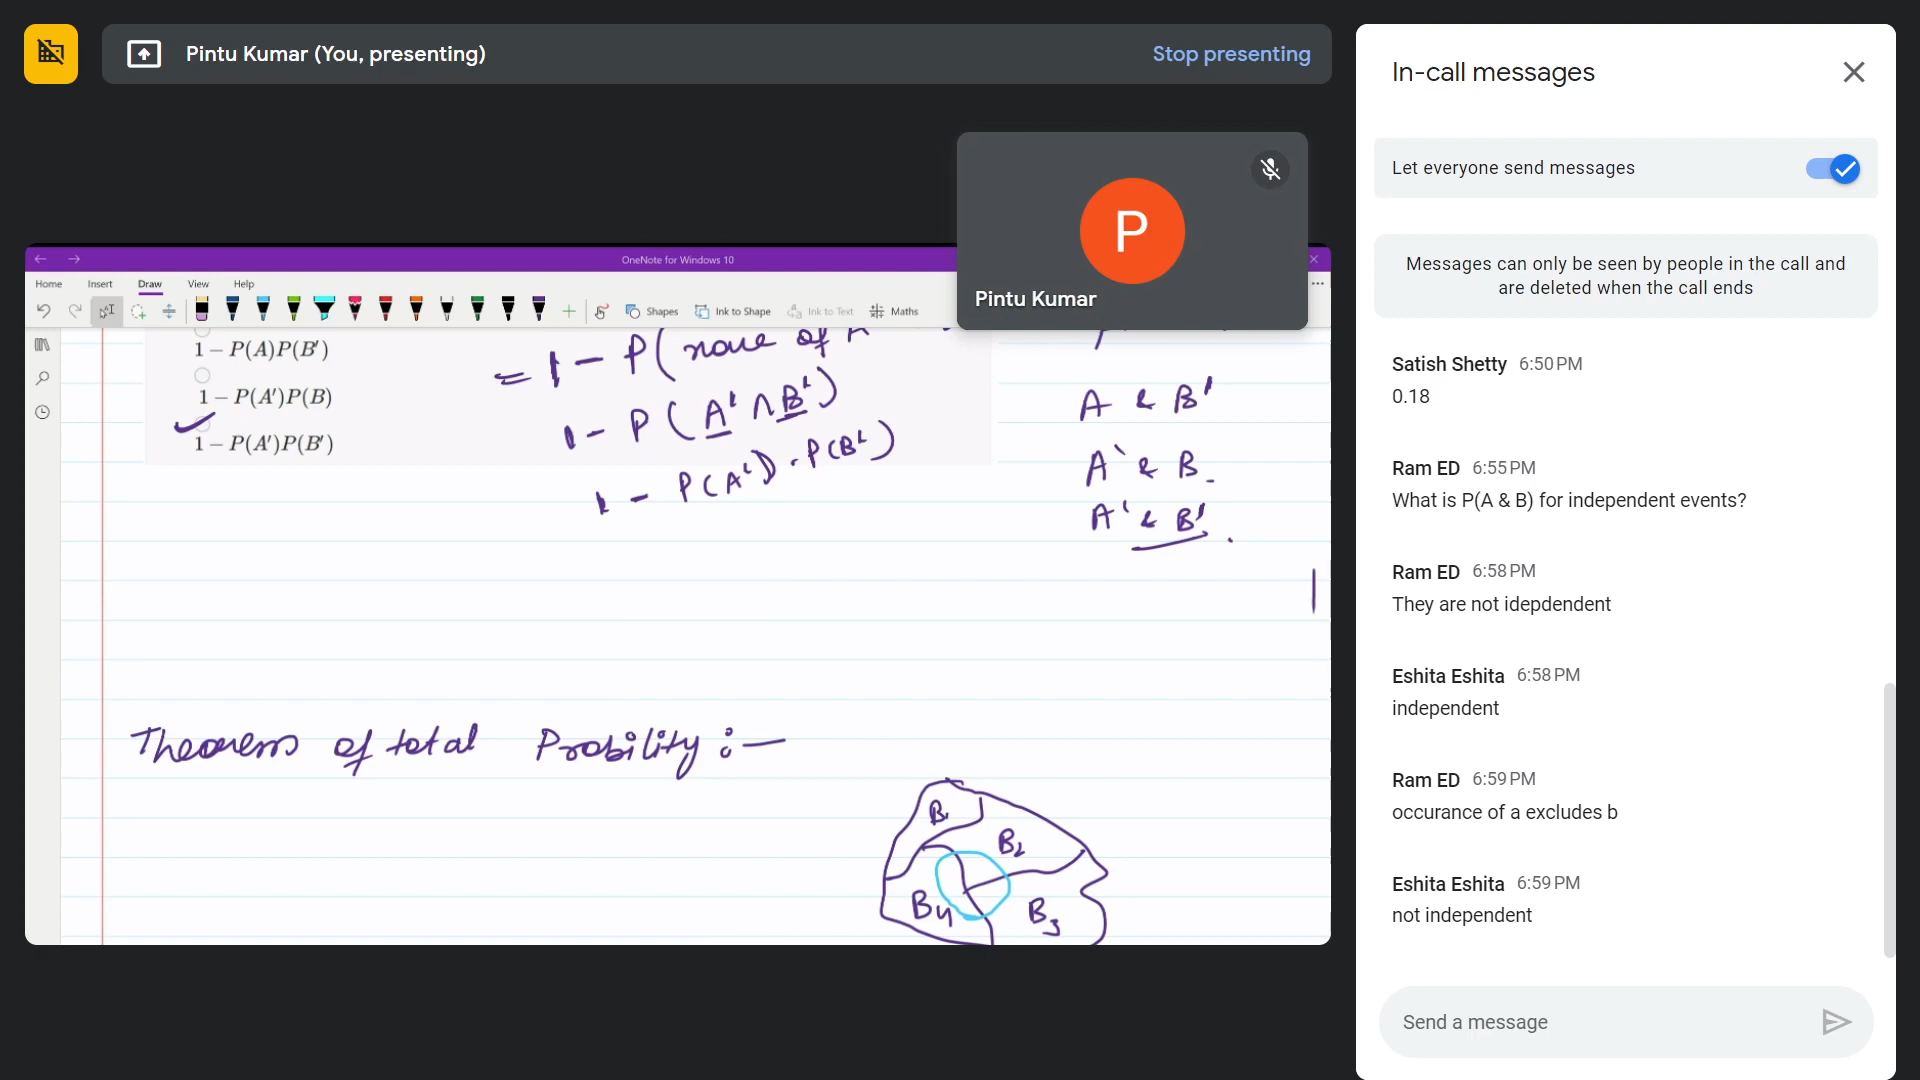 Pintu Kumar (You, presenting)
Stop presenting
P
Pintu Kumar
OneNote for Windows 10
Home Insert Draw View Help
Shapes Ink to Shape Ink to Text Maths
1 – P(A)P(B′)
1 – P(A′)P(B)
1 – P(A′)P(B′)
= 1 – P( none of A
1 – P ( A' ∩ B' )
1 – P(A') . P(B') )
A & B'
A' & B
A' & B' .
Theorems of total Probility :—
B1
B2
B4
B3
In-call messages
Let everyone send messages
Messages can only be seen by people in the call and
are deleted when the call ends
Satish Shetty 6:50 PM
0.18
Ram ED 6:55 PM
What is P(A & B) for independent events?
Ram ED 6:58 PM
They are not idepdendent
Eshita Eshita 6:58 PM
independent
Ram ED 6:59 PM
occurance of a excludes b
Eshita Eshita 6:59 PM
not independent
Send a message